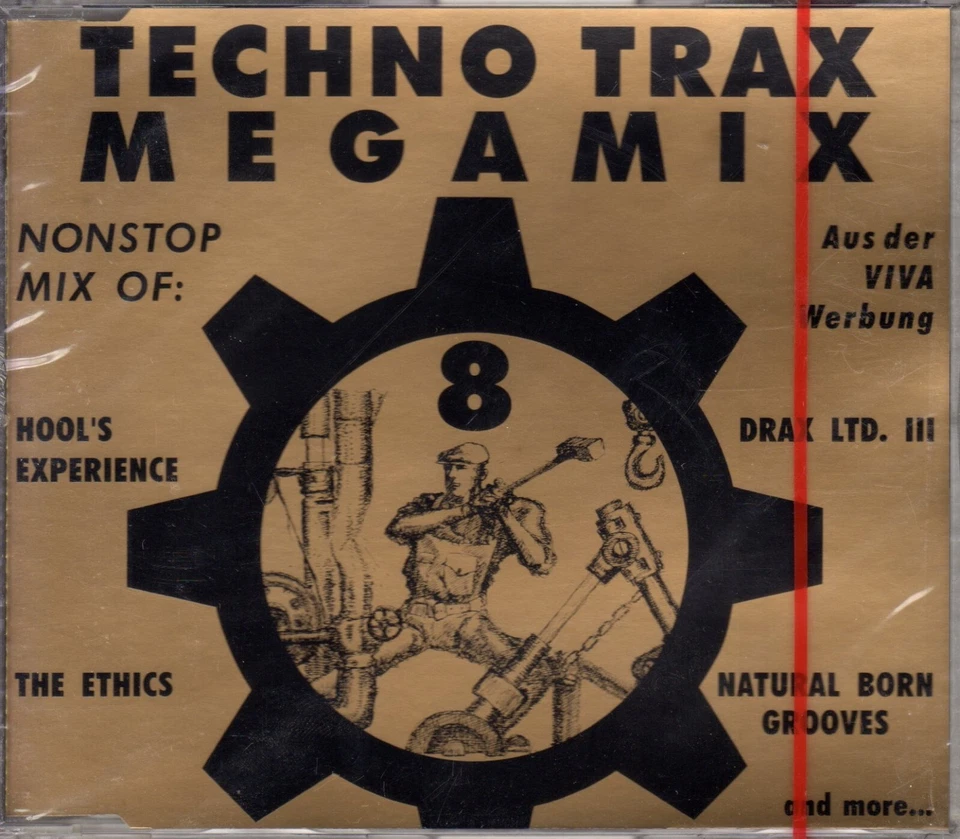 TECHNO TRAX
MEGAMIX
NONSTOP
MIX OF:
Aus der
VIVA
Werbung
8
HOOL'S
EXPERIENCE
DRAX LTD. III
THE ETHICS
NATURAL BORN
GROOVES
and more...